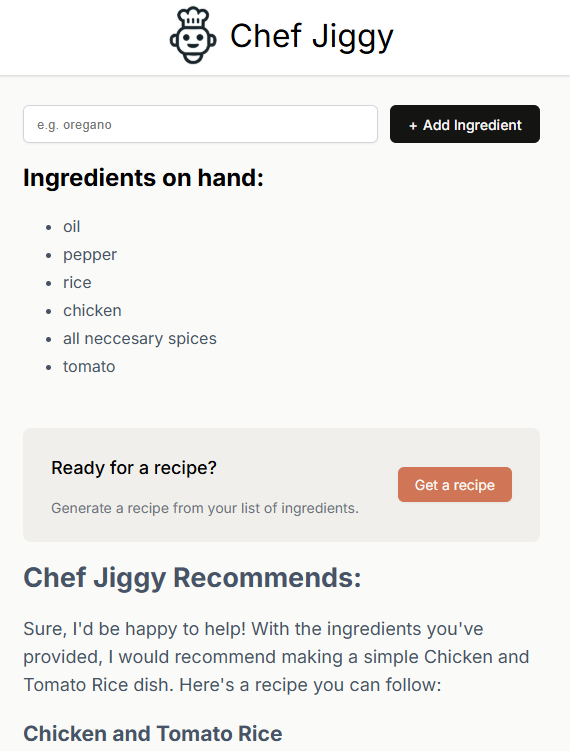 Chef Jiggy
e.g. oregano
+ Add Ingredient
Ingredients on hand:
• oil
• pepper
• rice
• chicken
• all neccesary spices
• tomato
Ready for a recipe?
Generate a recipe from your list of ingredients.
Get a recipe
Chef Jiggy Recommends:
Sure, I'd be happy to help! With the ingredients you've
provided, I would recommend making a simple Chicken and
Tomato Rice dish. Here's a recipe you can follow:
Chicken and Tomato Rice